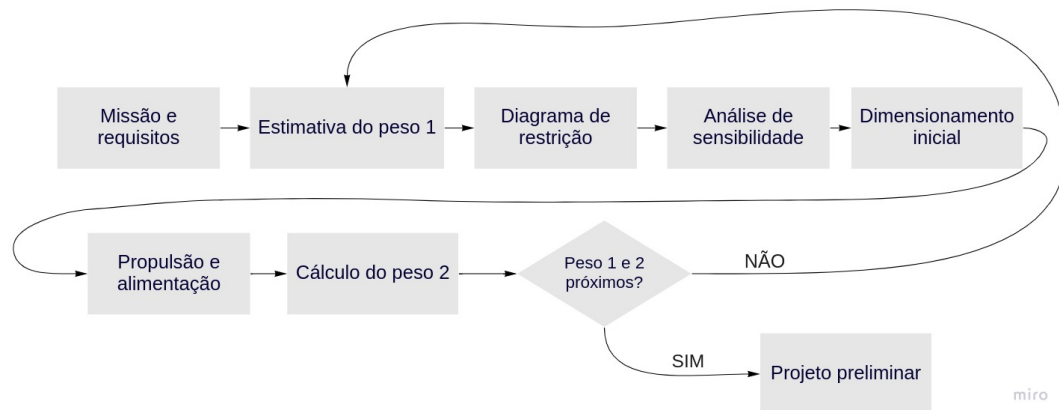 Missão e
requisitos
Estimativa do peso 1
Diagrama de
restrição
Análise de
sensibilidade
Dimensionamento
inicial
Propulsão e
alimentação
Cálculo do peso 2
Peso 1 e 2
próximos?
NÃO
SIM
Projeto preliminar
miro